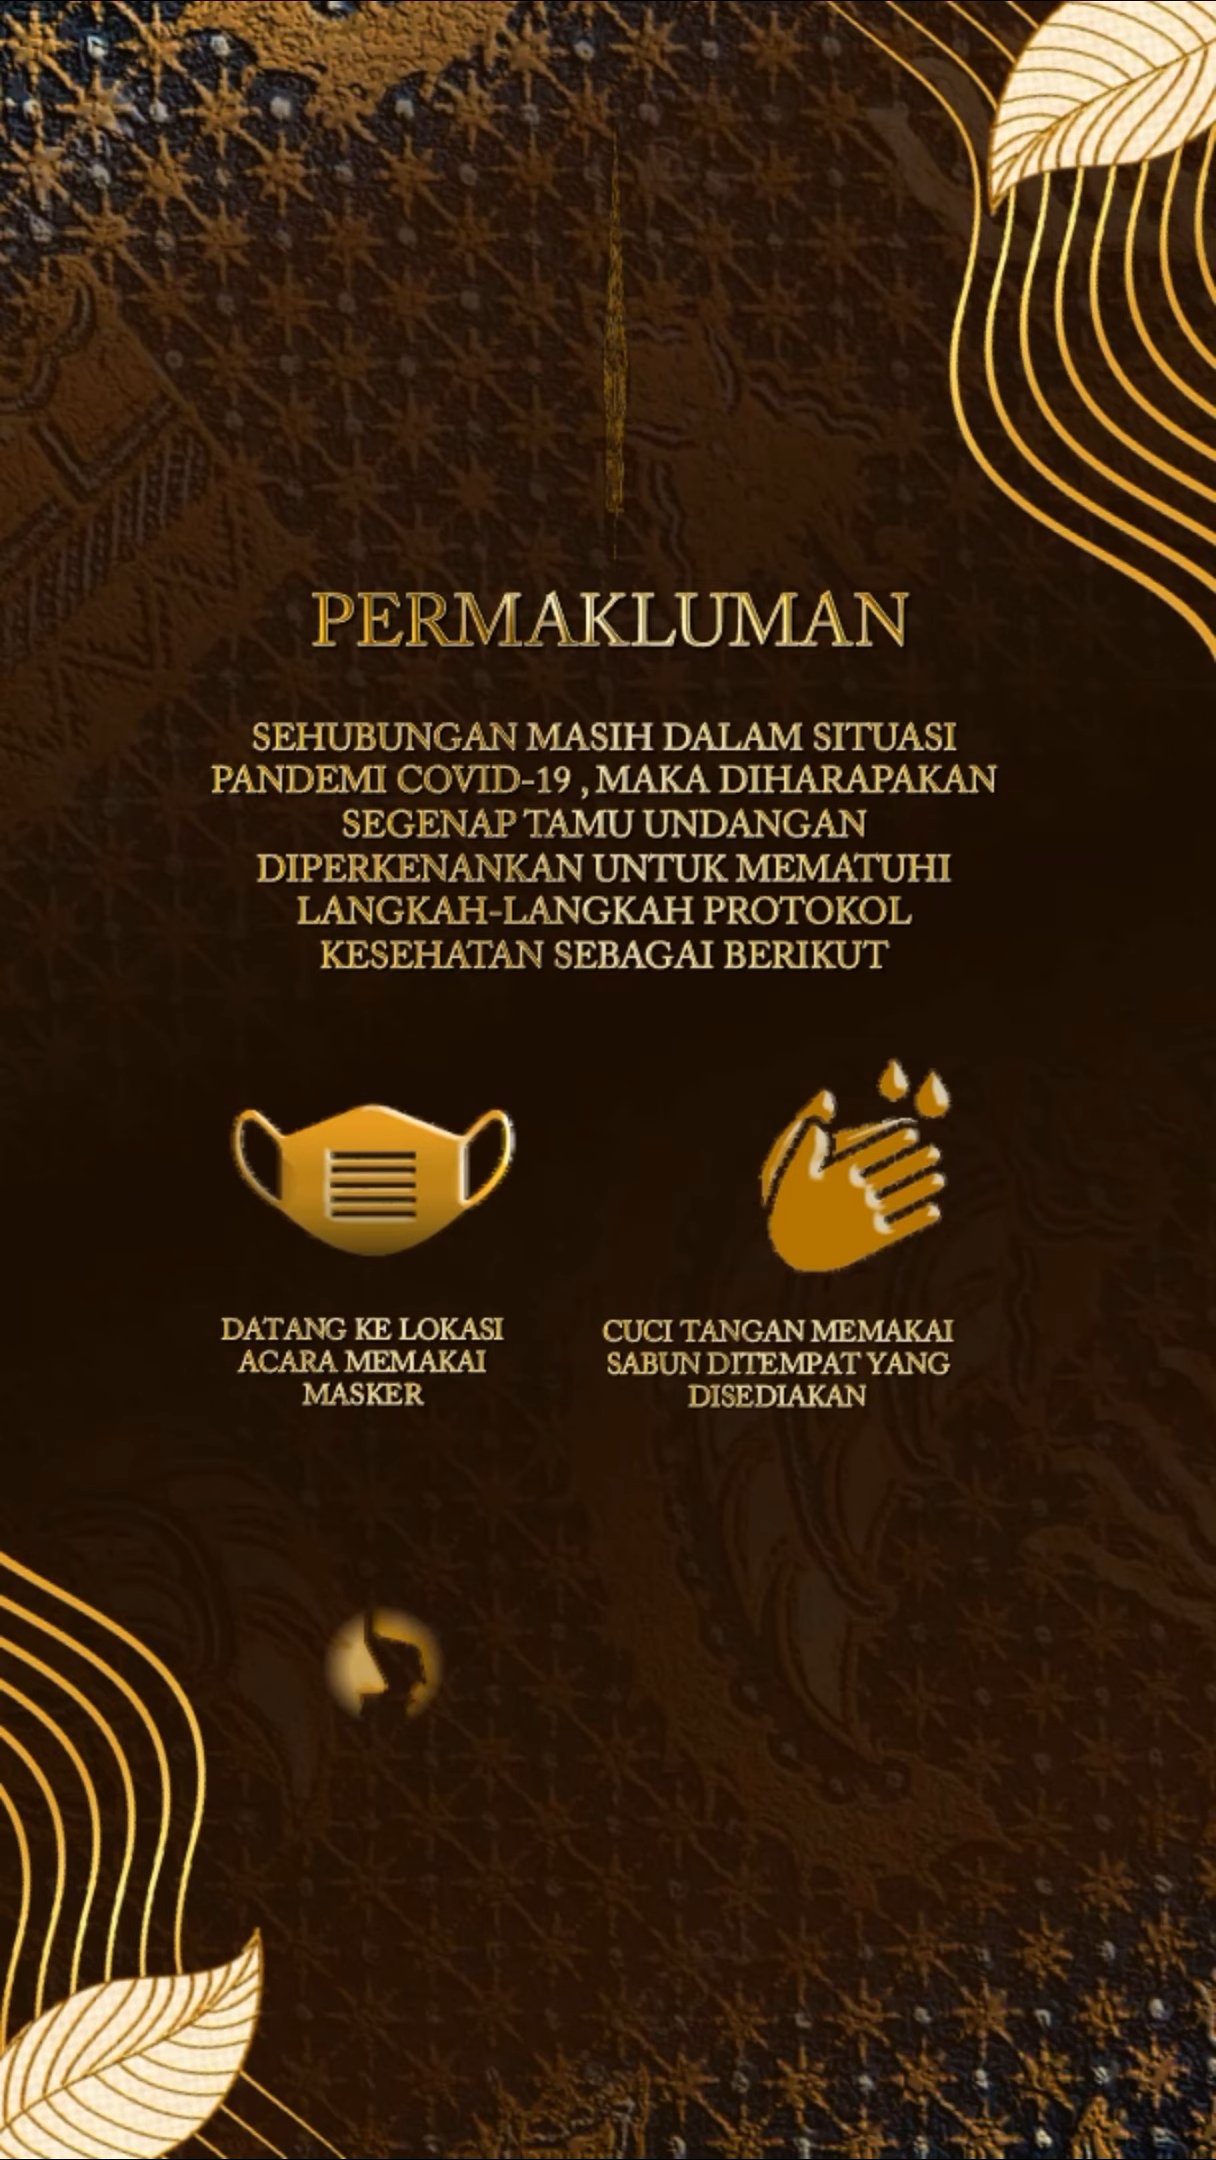 PERMAKLUMAN
SEHUBUNGAN MASIH DALAM SITUASI
PANDEMI COVID-19 , MAKA DIHARAPAKAN
SEGENAP TAMU UNDANGAN
DIPERKENANKAN UNTUK MEMATUHI
LANGKAH-LANGKAH PROTOKOL
KESEHATAN SEBAGAI BERIKUT
DATANG KE LOKASI
ACARA MEMAKAI
MASKER
CUCI TANGAN MEMAKAI
SABUN DITEMPAT YANG
DISEDIAKAN